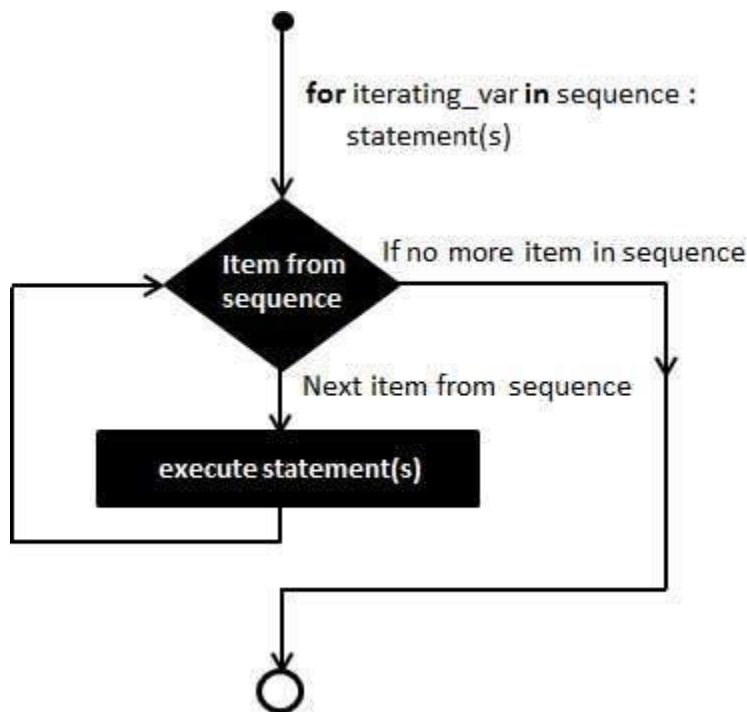 for iterating_var in sequence :
statement(s)
If no more item in sequence
Item from
sequence
Next item from sequence
execute statement(s)